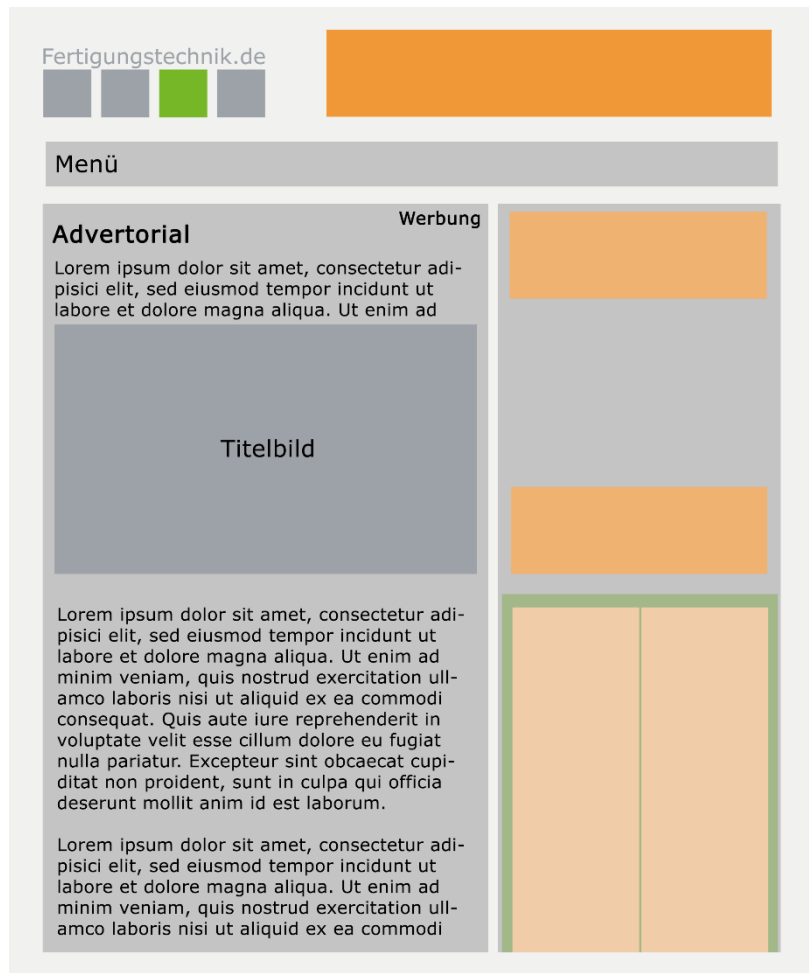 Fertigungstechnik.de
Menü
Werbung
Advertorial
Lorem ipsum dolor sit amet, consectetur adi-
pisici elit, sed eiusmod tempor incidunt ut
labore et dolore magna aliqua. Ut enim ad
Titelbild
Lorem ipsum dolor sit amet, consectetur adi-
pisici elit, sed eiusmod tempor incidunt ut
labore et dolore magna aliqua. Ut enim ad
minim veniam, quis nostrud exercitation ull-
amco laboris nisi ut aliquid ex ea commodi
consequat. Quis aute iure reprehenderit in
voluptate velit esse cillum dolore eu fugiat
nulla pariatur. Excepteur sint obcaecat cupi-
ditat non proident, sunt in culpa qui officia
deserunt mollit anim id est laborum.
Lorem ipsum dolor sit amet, consectetur adi-
pisici elit, sed eiusmod tempor incidunt ut
labore et dolore magna aliqua. Ut enim ad
minim veniam, quis nostrud exercitation ull-
amco laboris nisi ut aliquid ex ea commodi